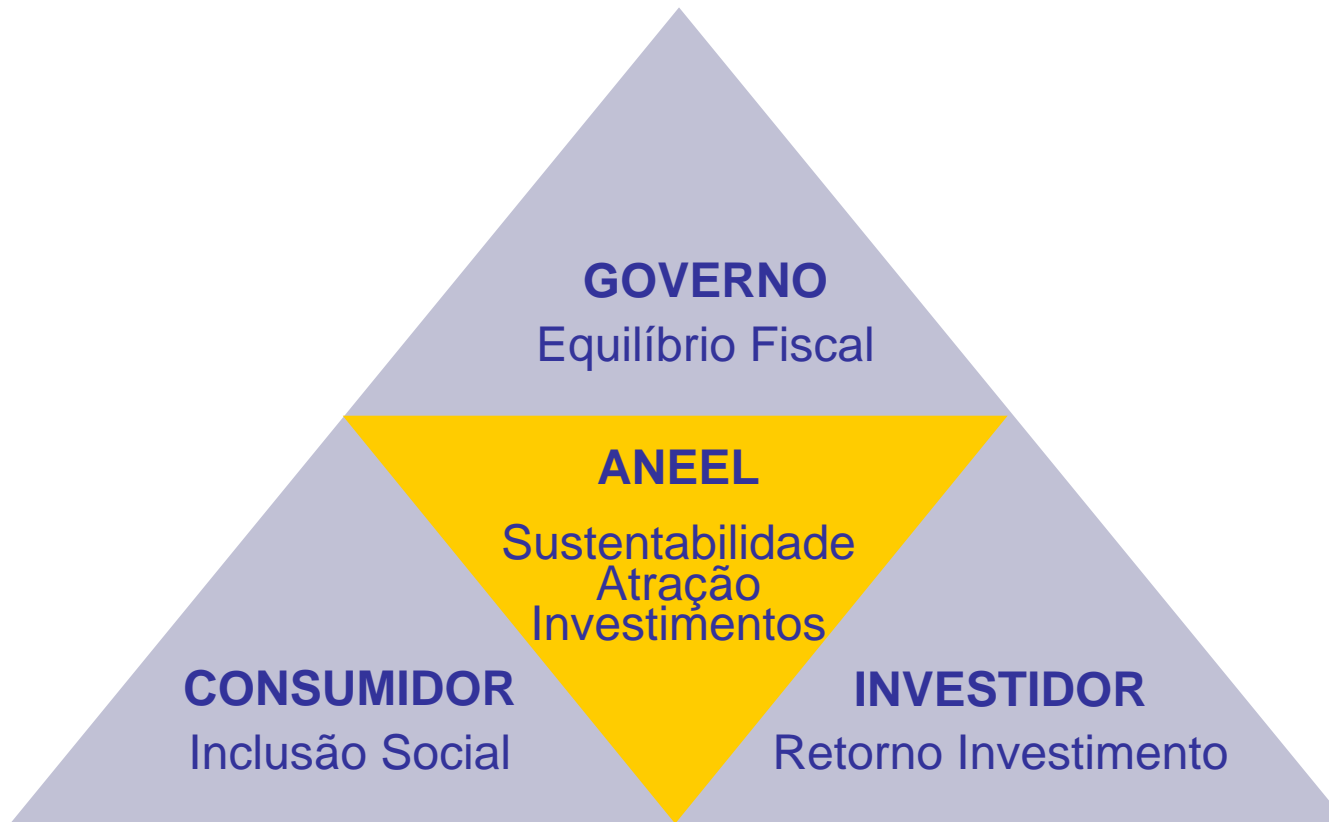 GOVERNO
Equilíbrio Fiscal
ANEEL
Sustentabilidade
Atração
Investimentos
CONSUMIDOR
Inclusão Social
INVESTIDOR
Retorno Investimento